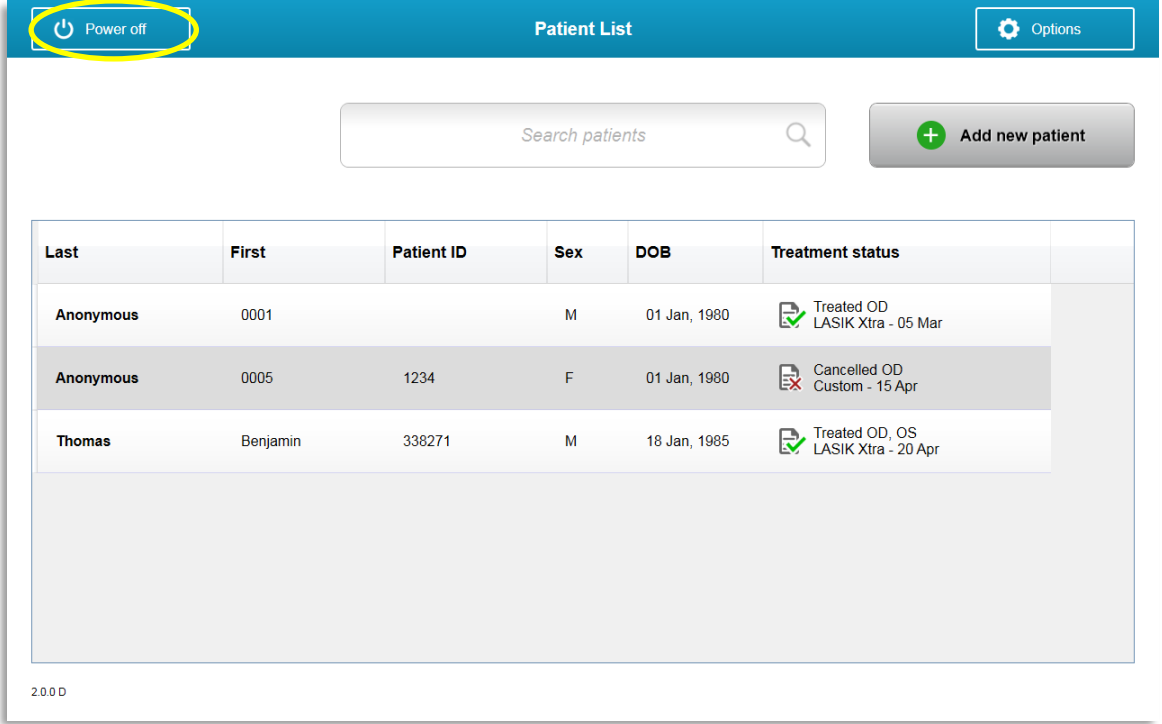 Power off
Patient List
Options
Search patients
Add new patient
Last First Patient ID Sex DOB Treatment status
Anonymous 0001 M 01 Jan, 1980 Treated OD
LASIK Xtra - 05 Mar
Anonymous 0005 1234 F 01 Jan, 1980 Cancelled OD
Custom - 15 Apr
Thomas Benjamin 338271 M 18 Jan, 1985 Treated OD, OS
LASIK Xtra - 20 Apr
2.0.0 D